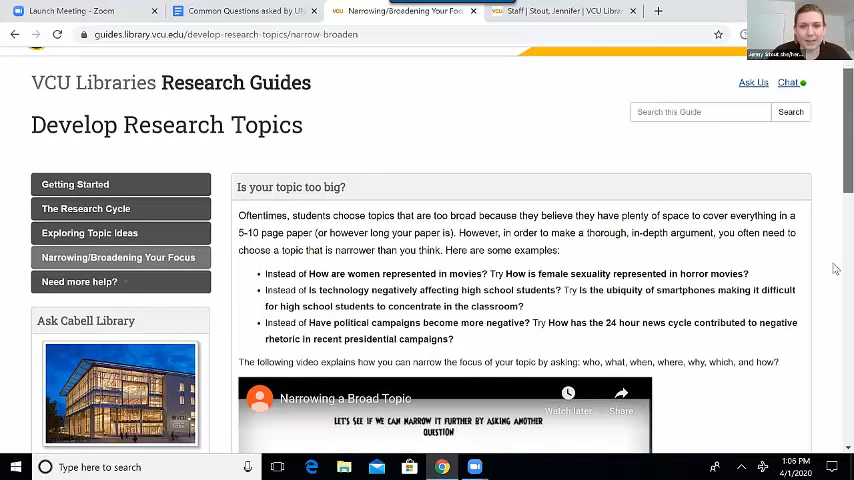 Launch Meeting - Zoom
Common Questions asked by UN
Narrowing/Broadening Your Focu
Staff | Stout, Jennifer | VCU Librar
guides.library.vcu.edu/develop-research-topics/narrow-broaden
Jenny Stout she/her...
VCU Libraries Research Guides
Ask Us Chat
Develop Research Topics
Search this Guide Search
Getting Started
The Research Cycle
Exploring Topic Ideas
Narrowing/Broadening Your Focus
Need more help?
Ask Cabell Library
Is your topic too big?
Oftentimes, students choose topics that are too broad because they believe they have plenty of space to cover everything in a
5-10 page paper (or however long your paper is). However, in order to make a thorough, in-depth argument, you often need to
choose a topic that is narrower than you think. Here are some examples:
Instead of How are women represented in movies? Try How is female sexuality represented in horror movies?
Instead of Is technology negatively affecting high school students? Try Is the ubiquity of smartphones making it difficult
for high school students to concentrate in the classroom?
Instead of Have political campaigns become more negative? Try How has the 24 hour news cycle contributed to negative
rhetoric in recent presidential campaigns?
The following video explains how you can narrow the focus of your topic by asking: who, what, when, where, why, which, and how?
Narrowing a Broad Topic
Watch later Share
LET'S SEE IF WE CAN NARROW IT FURTHER BY ASKING ANOTHER
QUESTION
Type here to search
1:06 PM
4/1/2020